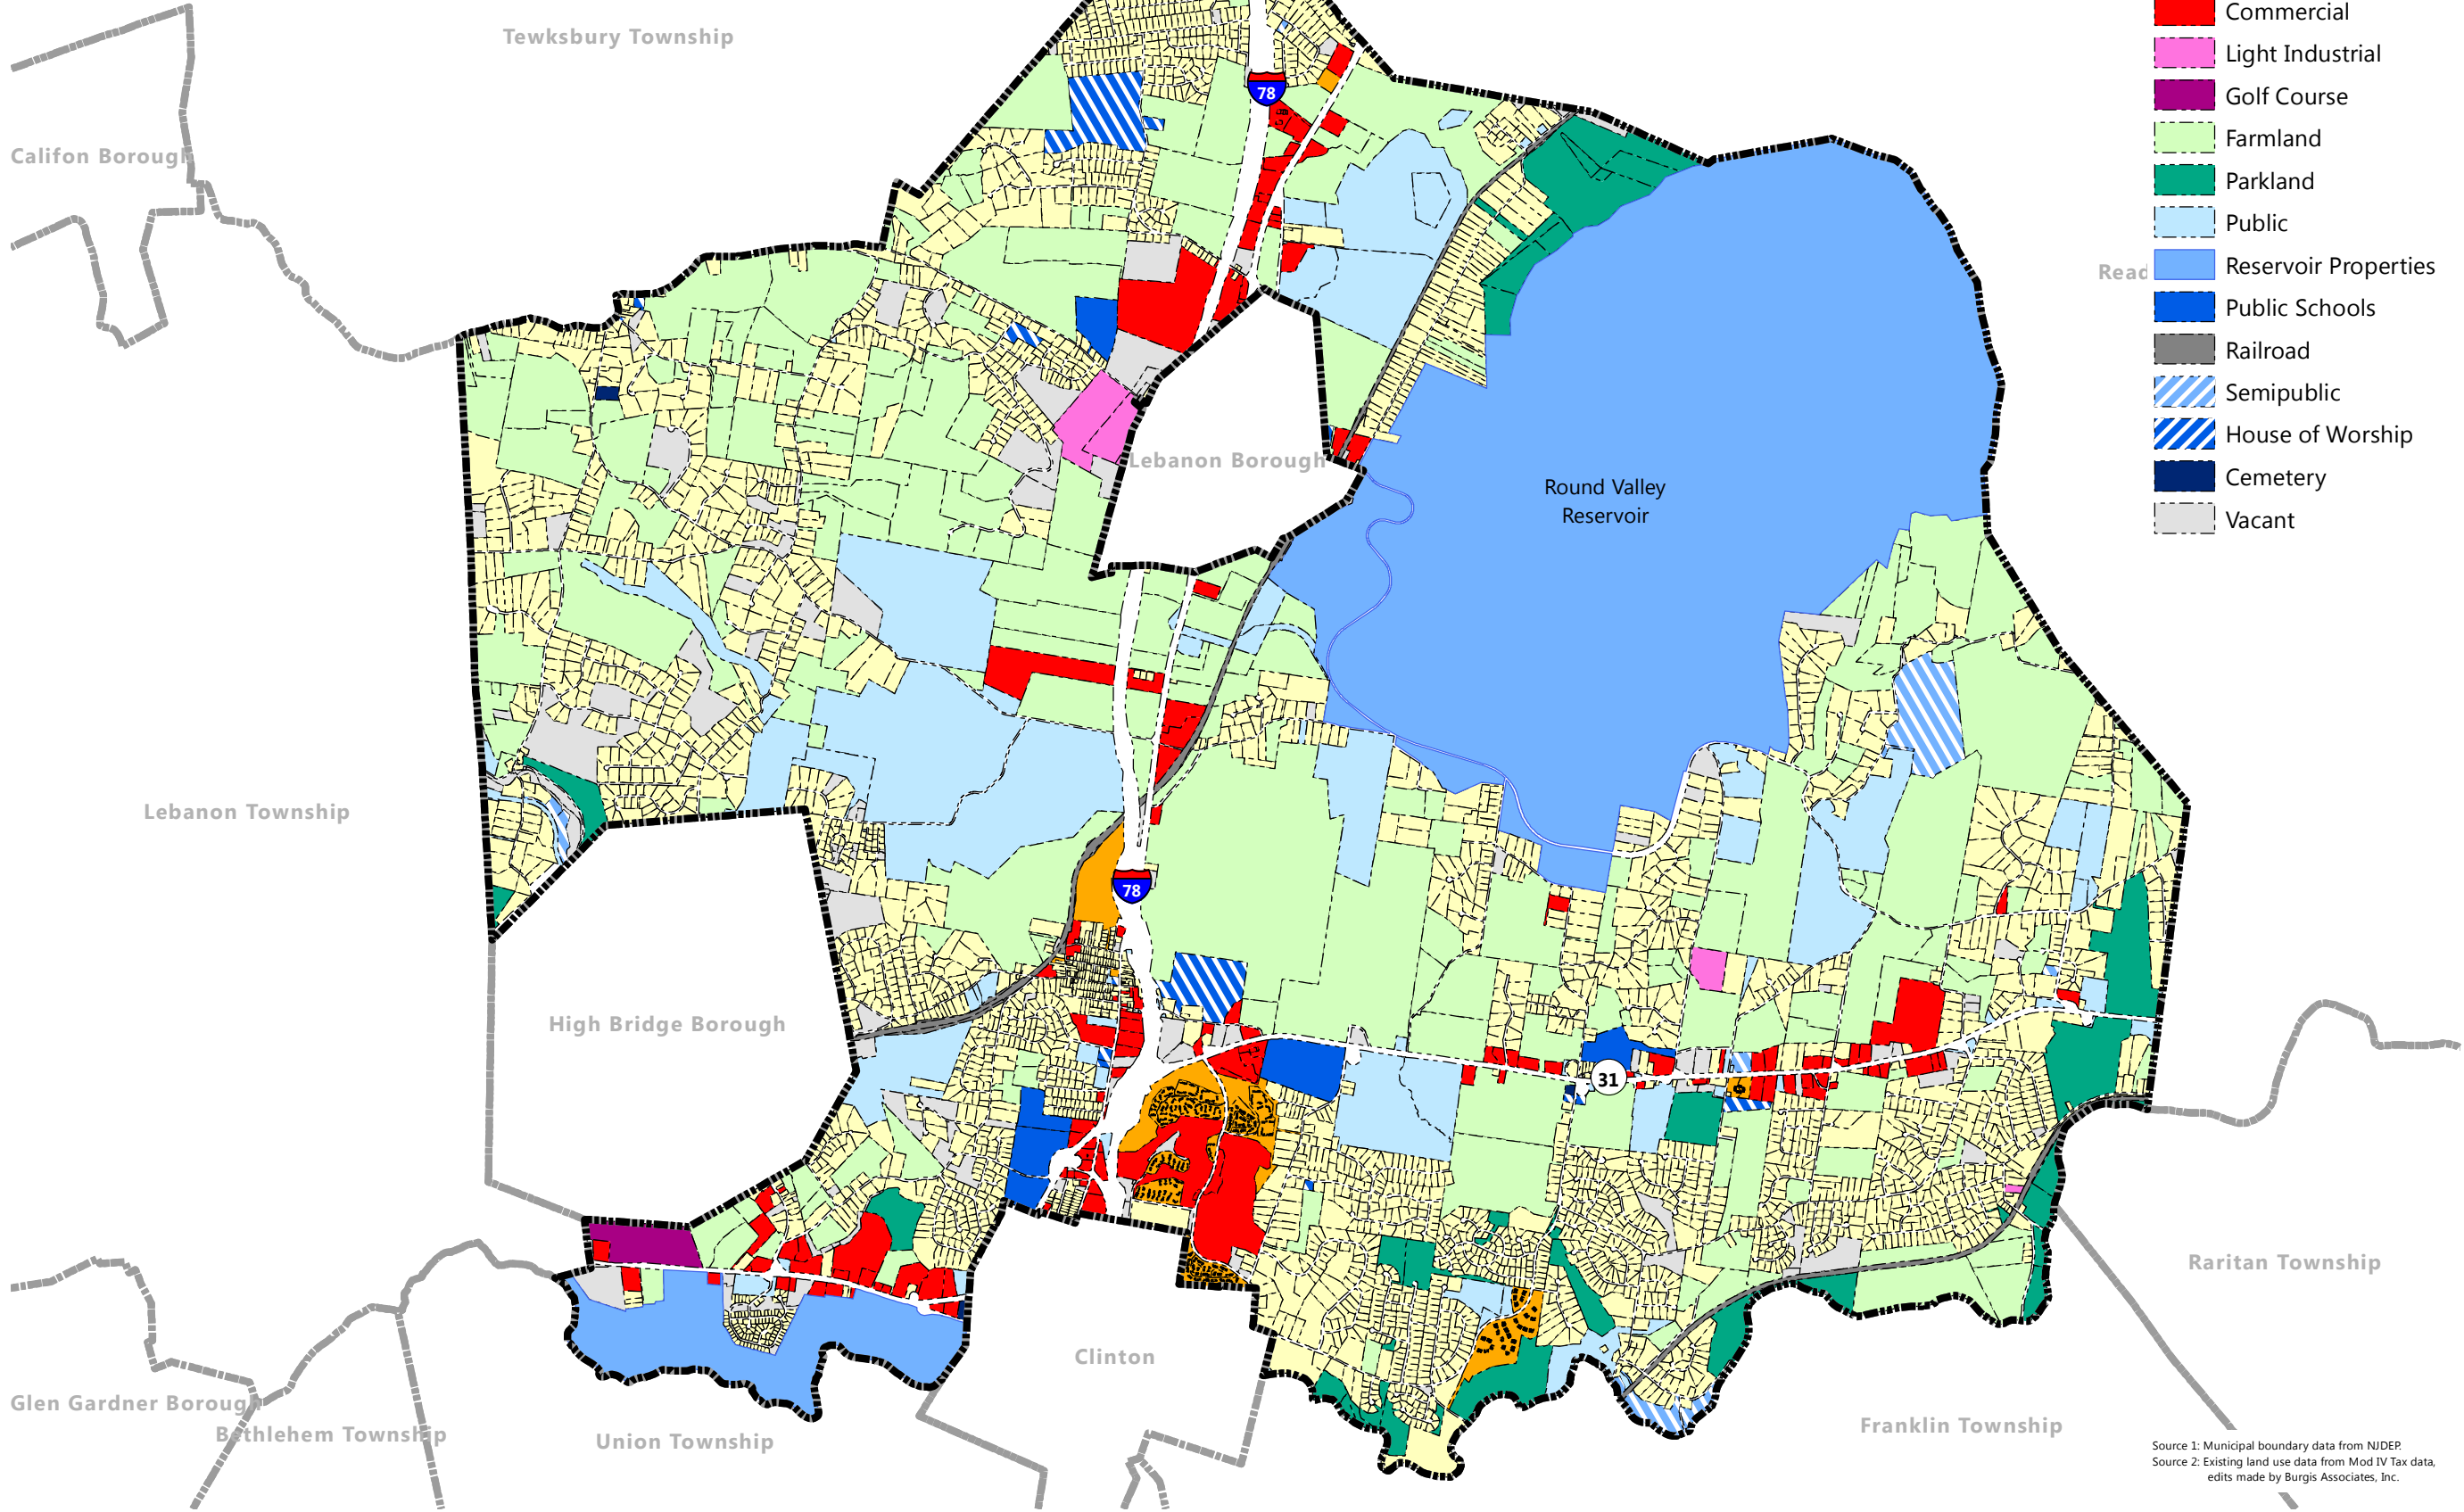 Commercial
Tewksbury Township
Light Industrial
78
Golf Course
Farmland
Califon Borough
Parkland
Public
Reservoir Properties
Read
Public Schools
Railroad
Semipublic
House of Worship
Lebanon Borough
Cemetery
Round Valley
Reservoir
Vacant
Lebanon Township
78
High Bridge Borough
31
Raritan Township
Clinton
Glen Gardner Borough
Bethlehem Township
Union Township
Franklin Township
Source 1: Municipal boundary data from NJDEP.
Source 2: Existing land use data from Mod IV Tax data,
edits made by Burgis Associates, Inc.